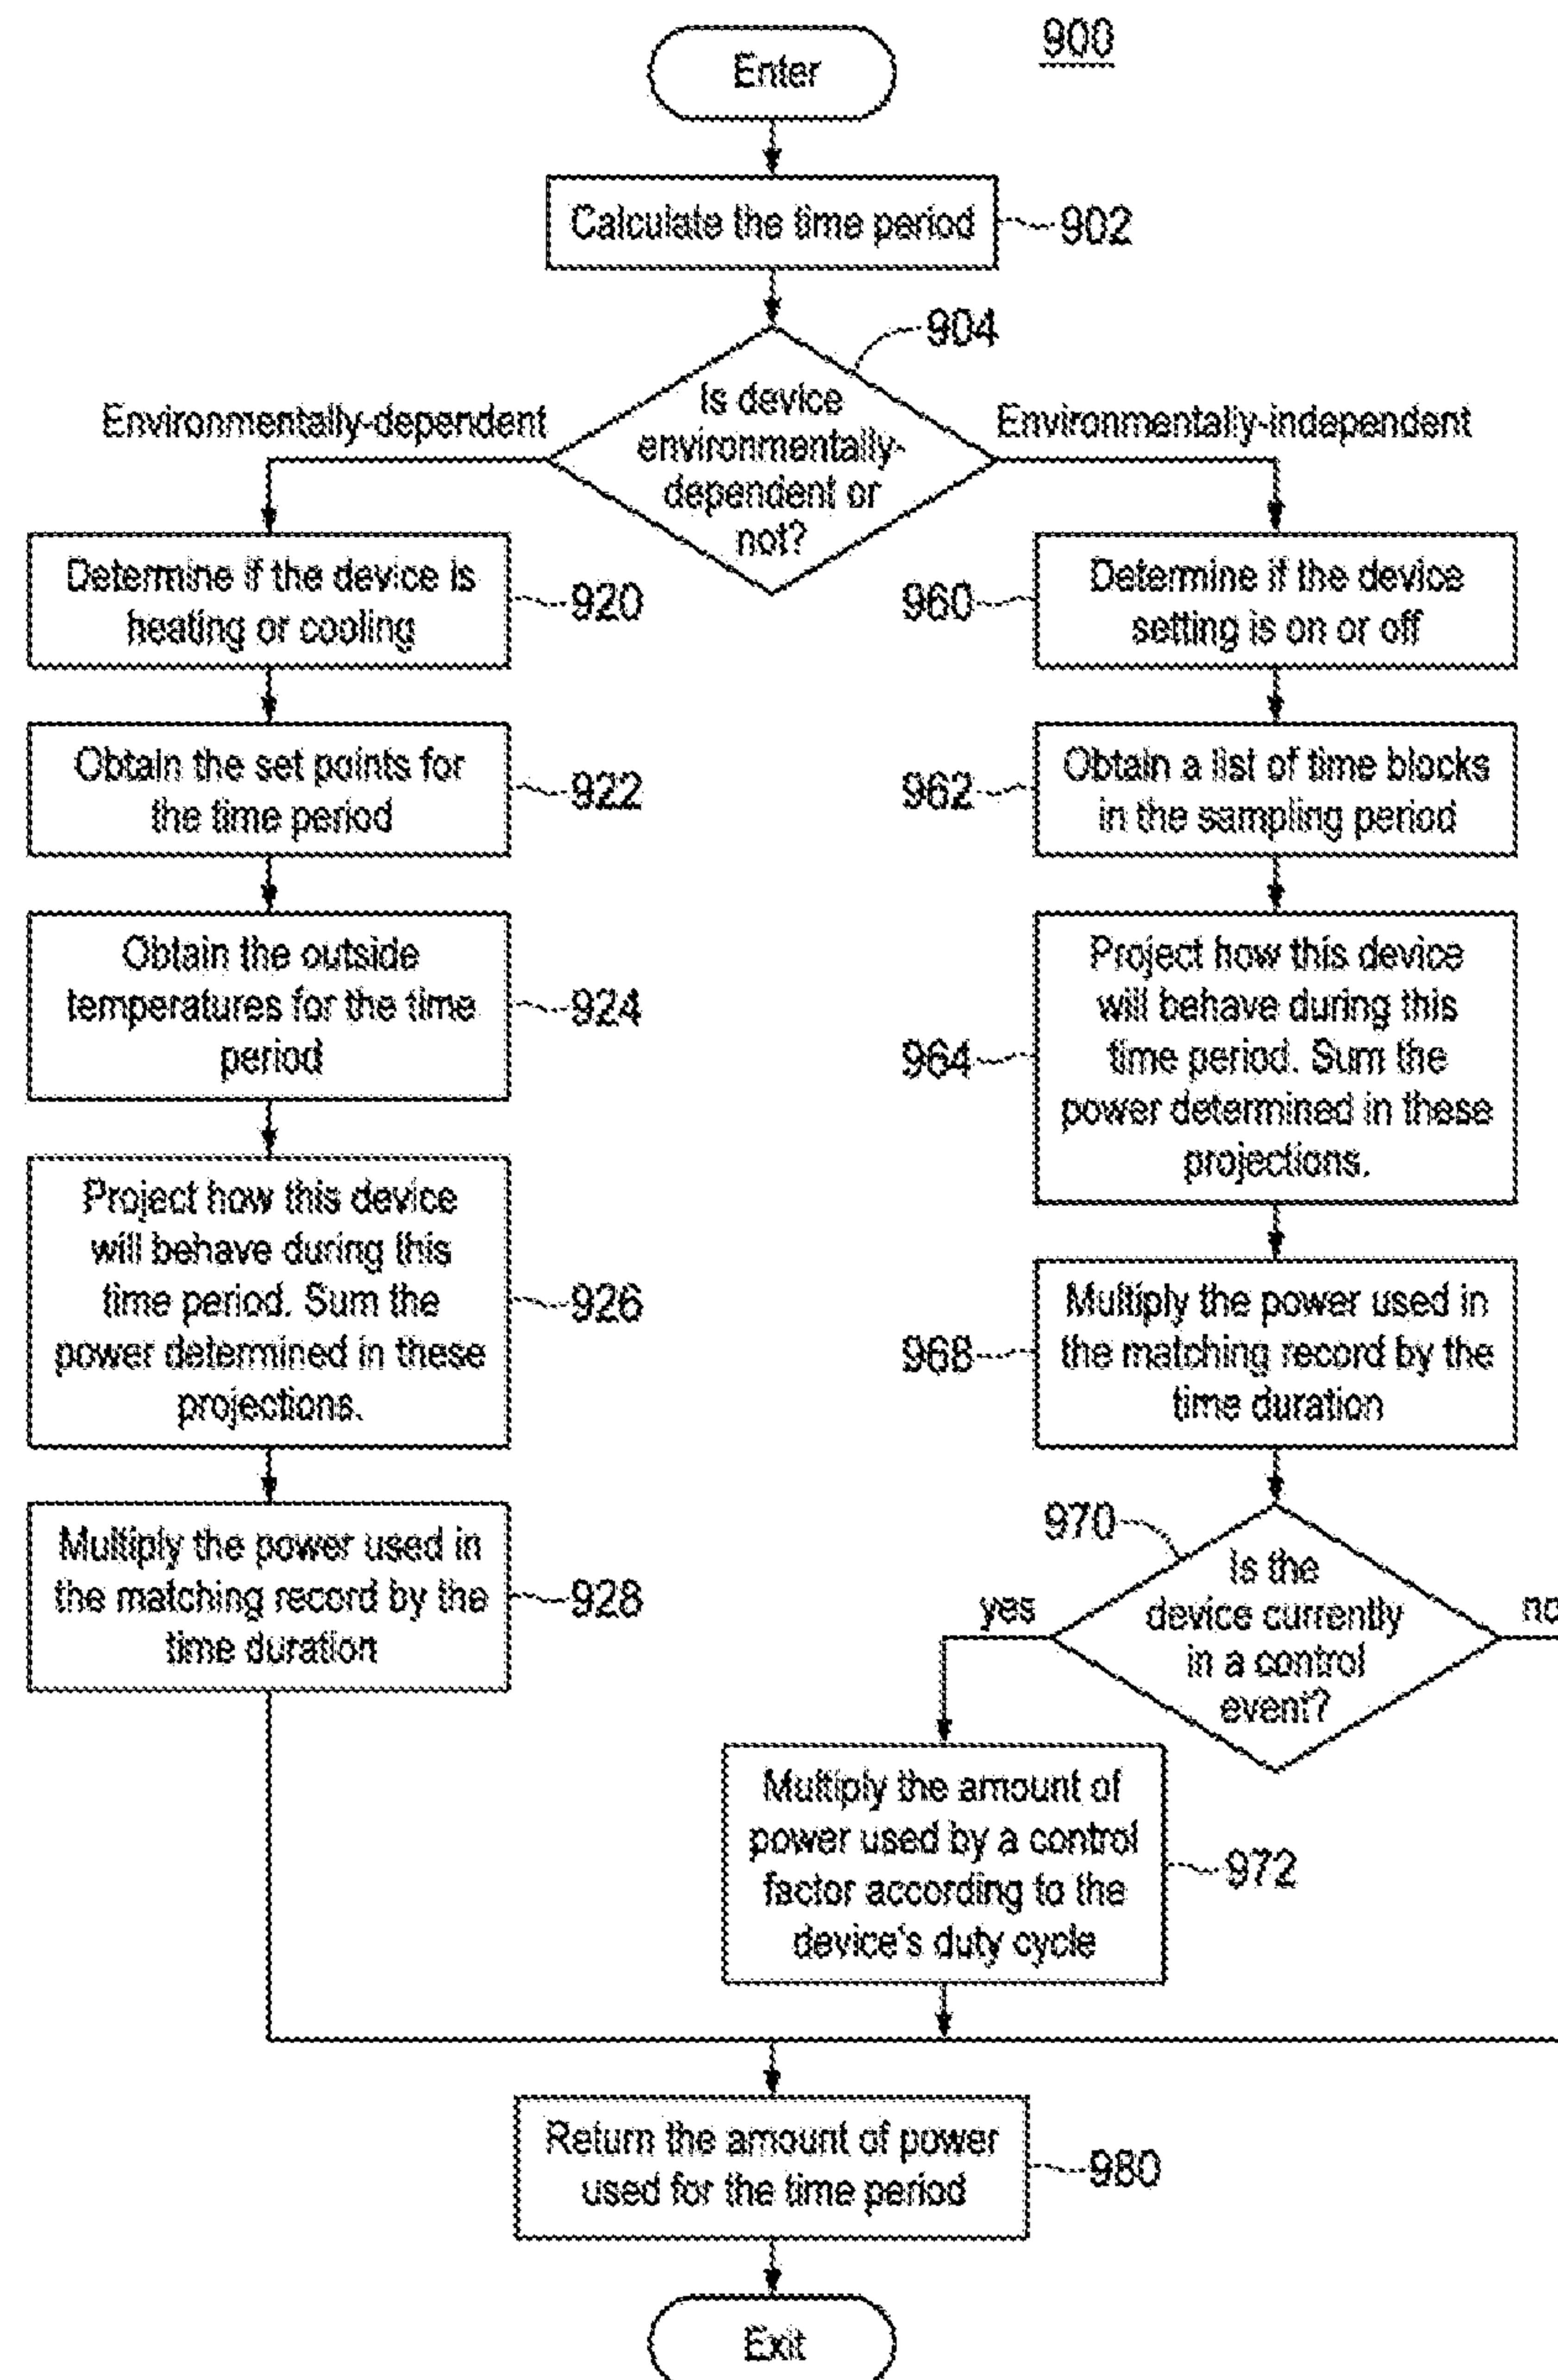 900
Enter
Calculate the time period
902
904
Is device
environmentally-
dependent or
not?
Environmentally-dependent
Environmentally-independent
Determine if the device is
heating or cooling
920
Obtain the set points for
the time period
922
Obtain the outside
temperatures for the time
period
924
Project how this device
will behave during this
time period. Sum the
power determined in these
projections.
926
Multiply the power used in
the matching record by the
time duration
928
960
Determine if the device
setting is on or off
962
Obtain a list of time blocks
in the sampling period
964
Project how this device
will behave during this
time period. Sum the
power determined in these
projections.
968
Multiply the power used in
the matching record by the
time duration
970
Is the
device currently
in a control
event?
yes
no
Multiply the amount of
power used by a control
factor according to the
device's duty cycle
972
Return the amount of power
used for the time period
980
Exit